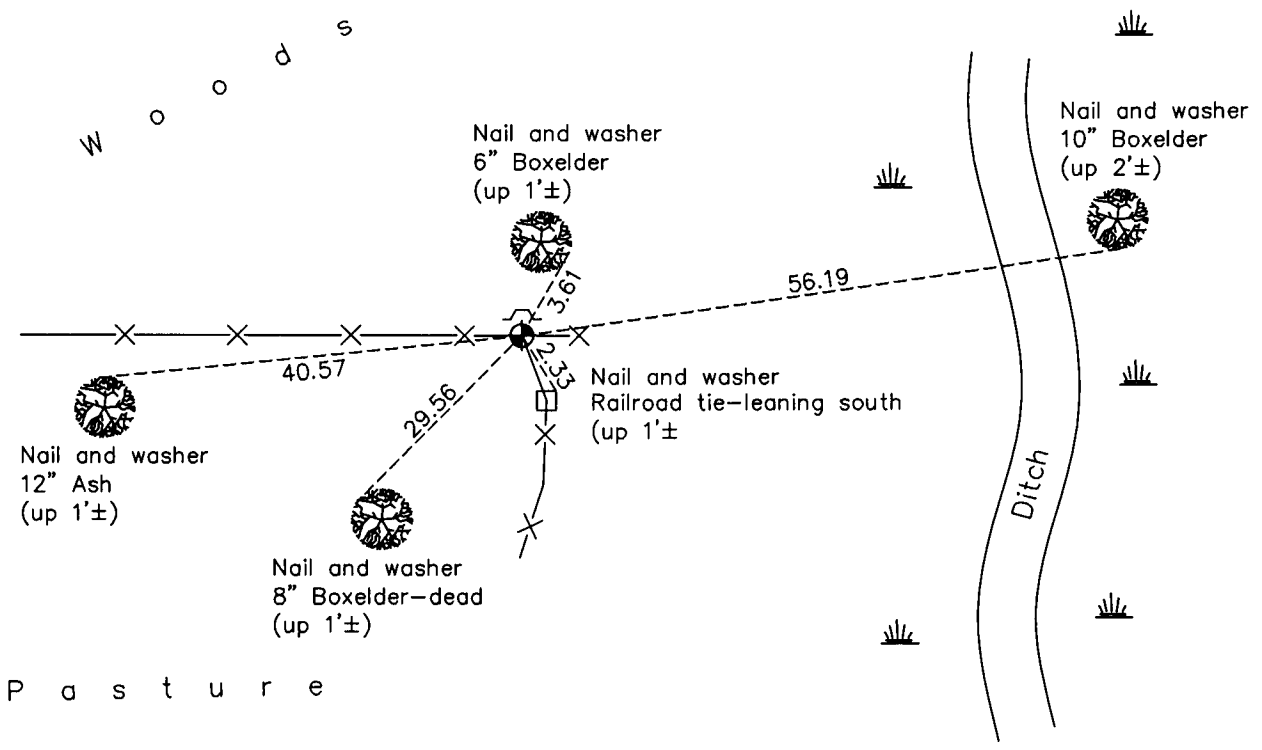 Woods
Nail and washer
6” Boxelder
(up 1'±)
Nail and washer
10” Boxelder
(up 2'±)
3.61
56.19
40.57
2.33
29.56
Nail and washer
Railroad tie-leaning south
(up 1'±
Nail and washer
12” Ash
(up 1'±)
Ditch
Nail and washer
8” Boxelder-dead
(up 1'±)
Pasture